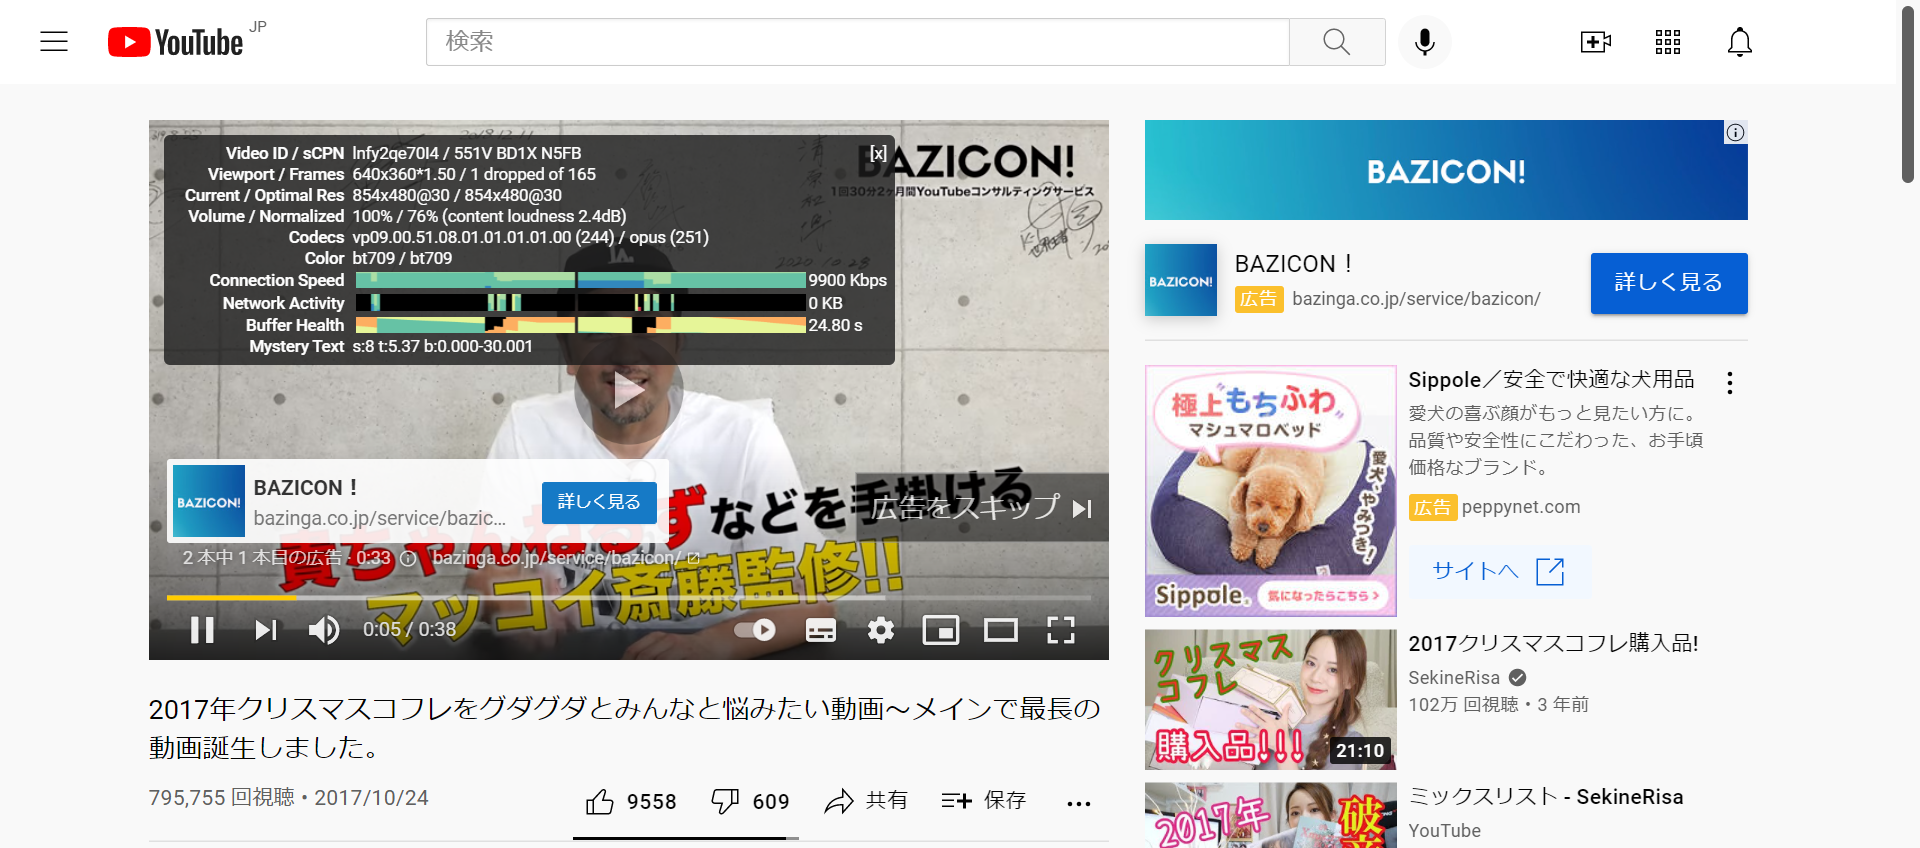 YouTube JP
検索
BAZICON!
1回30分2ヶ月間YouTubeコンサルティングサービス
[x]
Video ID / sCPN lnfy2qe70I4 / 551V BD1X N5FB
Viewport / Frames 640x360*1.50 / 1 dropped of 165
Current / Optimal Res 854x480@30 / 854x480@30
Volume / Normalized 100% / 76% (content loudness 2.4dB)
Codecs vp09.00.51.08.01.01.01.01.00 (244) / opus (251)
Color bt709 / bt709
Connection Speed 9900 Kbps
Network Activity 0 KB
Buffer Health 24.80 s
Mystery Text s:8 t:5.37 b:0.000-30.001
2020 10 28
BAZICON!
BAZICON！
bazinga.co.jp/service/bazic...
詳しく見る
などを手掛ける
広告をスキップ
貴ちゃんねるず
マッコイ斎藤監修!!
2 本中 1 本目の広告 · 0:33 bazinga.co.jp/service/bazicon/
0:05 / 0:38
2017年クリスマスコフレをグダグダとみんなと悩みたい動画～メインで最長の
動画誕生しました。
795,755 回視聴 • 2017/10/24
9558 609 共有 保存
BAZICON!
BAZICON!
BAZICON！
広告 bazinga.co.jp/service/bazicon/
詳しく見る
極上"もちふわ"
マシュマロベッド
愛犬、やみつき!
Sippole.
気になったらこちら>
Sippole／安全で快適な犬用品
愛犬の喜ぶ顔がもっと見たい方に。
品質や安全性にこだわった、お手頃
価格なブランド。
広告 peppynet.com
サイトへ
クリスマス
コフレ
購入品!!!
21:10
2017クリスマスコフレ購入品!
SekineRisa
102万 回視聴 • 3 年前
2017年
ミックスリスト - SekineRisa
YouTube